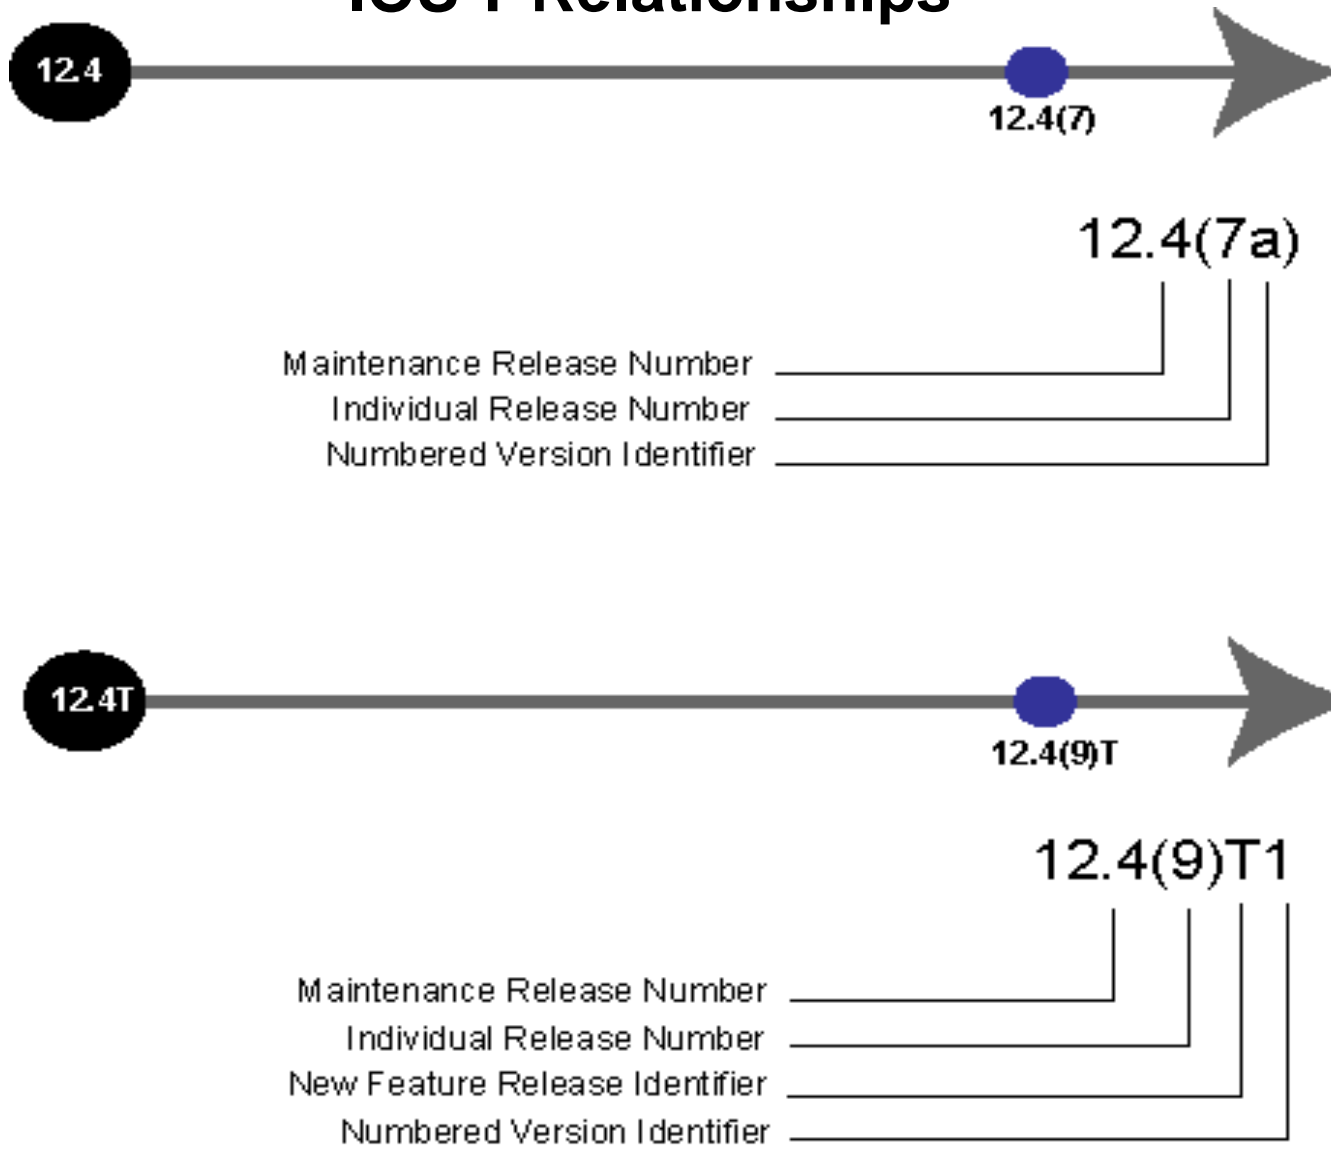 12.4
12.4(7)
12.4(7a)
Maintenance Release Number
Individual Release Number
Numbered Version Identifier
12.4T
12.4(9)T
12.4(9)T1
Maintenance Release Number
Individual Release Number
New Feature Release Identifier
Numbered Version Identifier